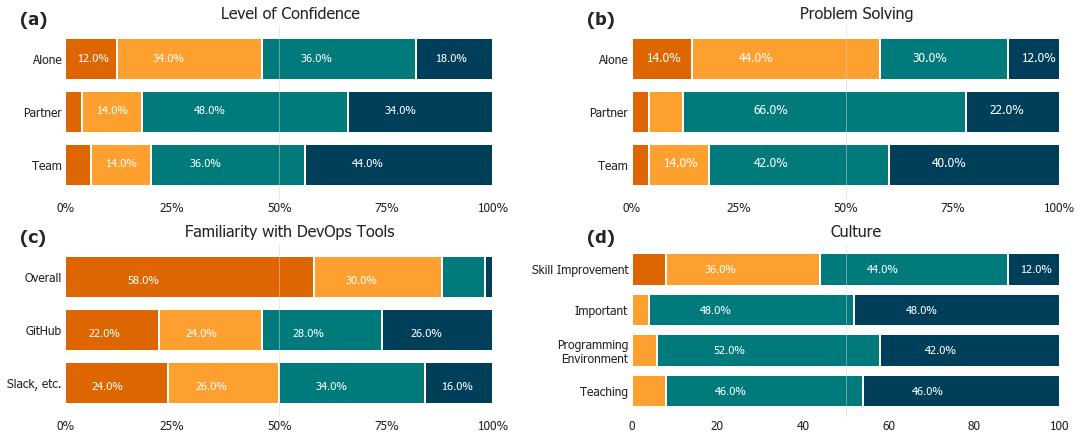 (a) Level of Confidence
Alone 12.0% 34.0% 36.0% 18.0%
Partner 14.0% 48.0% 34.0%
Team 14.0% 36.0% 44.0%
0% 25% 50% 75% 100%
(b) Problem Solving
Alone 14.0% 44.0% 30.0% 12.0%
Partner 66.0% 22.0%
Team 14.0% 42.0% 40.0%
0% 25% 50% 75% 100%
(c) Familiarity with DevOps Tools
Overall 58.0% 30.0%
GitHub 22.0% 24.0% 28.0% 26.0%
Slack, etc. 24.0% 26.0% 34.0% 16.0%
0% 25% 50% 75% 100%
(d) Culture
Skill Improvement 36.0% 44.0% 12.0%
Important 48.0% 48.0%
Programming
Environment 52.0% 42.0%
Teaching 46.0% 46.0%
0 20 40 60 80 100